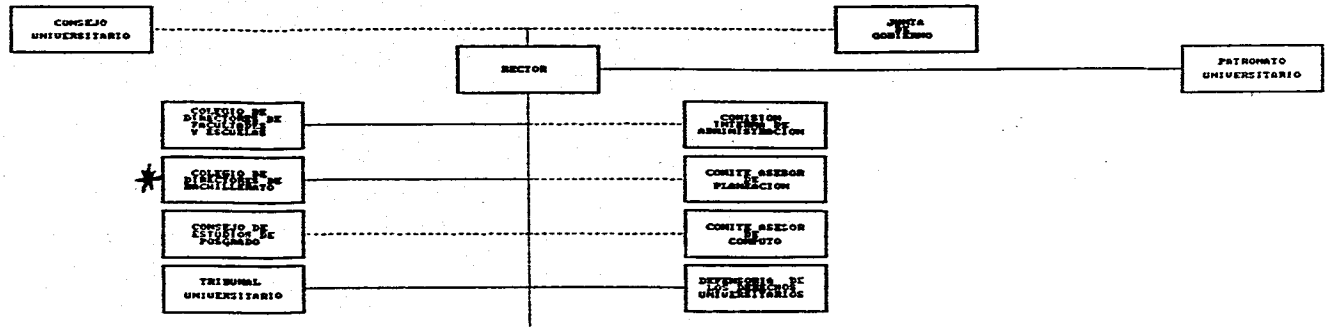 CONSEJO
UNIVERSITARIO
JUNTA
DE
GOBIERNO
RECTOR
PATRONATO
UNIVERSITARIO
COLEGIO DE
DIRECTORES DE
FACULTADES
Y ESCUELAS
COMISION
INTERNA DE
ADMINISTRACION
COLEGIO DE
DIRECTORES DE
BACHILLERATO
COMITE ASESOR
DE
PLANEACION
CONSEJO DE
ESTUDIOS DE
POSGRADO
COMITE ASESOR
DE
COMPUTO
TRIBUNAL
UNIVERSITARIO
DEFENSORIA DE
LOS DERECHOS
UNIVERSITARIOS